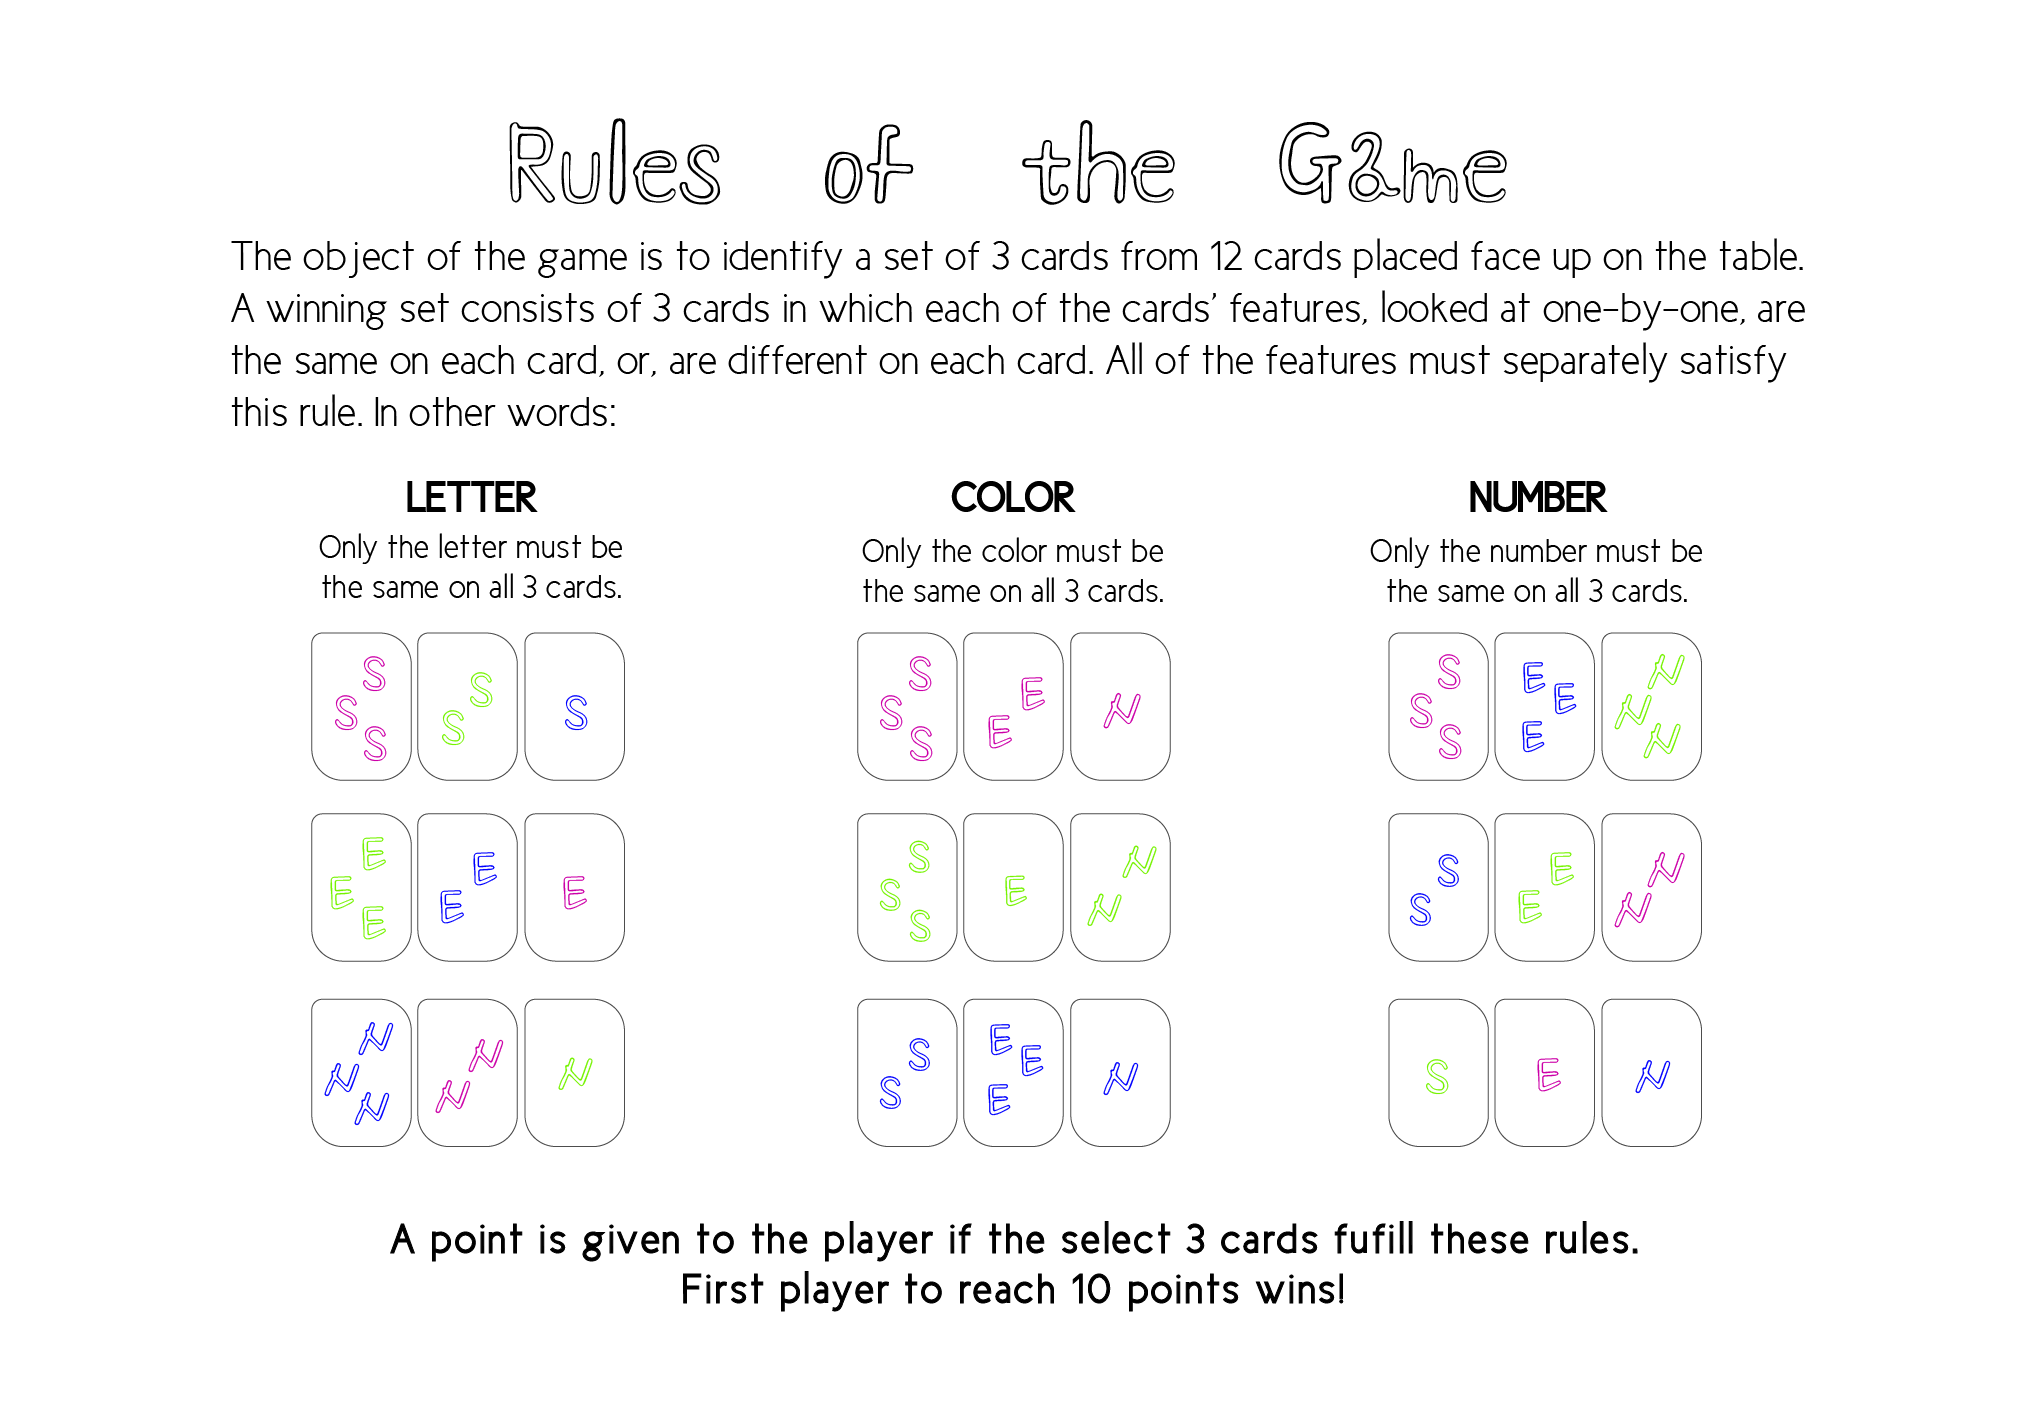 Rules of the Game
The object of the game is to identify a set of 3 cards from 12 cards placed face up on the table.
A winning set consists of 3 cards in which each of the cards’ features, looked at one-by-one, are
the same on each card, or, are different on each card. All of the features must separately satisfy
this rule. In other words:
LETTER
Only the letter must be
the same on all 3 cards.
S S S S S S
E E E E E E
N N N N N N
COLOR
Only the color must be
the same on all 3 cards.
S S S E E N
S S S E N N
S S E E E N
NUMBER
Only the number must be
the same on all 3 cards.
S S S E E E N N N
S S E E N N
S E N
A point is given to the player if the select 3 cards fufill these rules.
First player to reach 10 points wins!